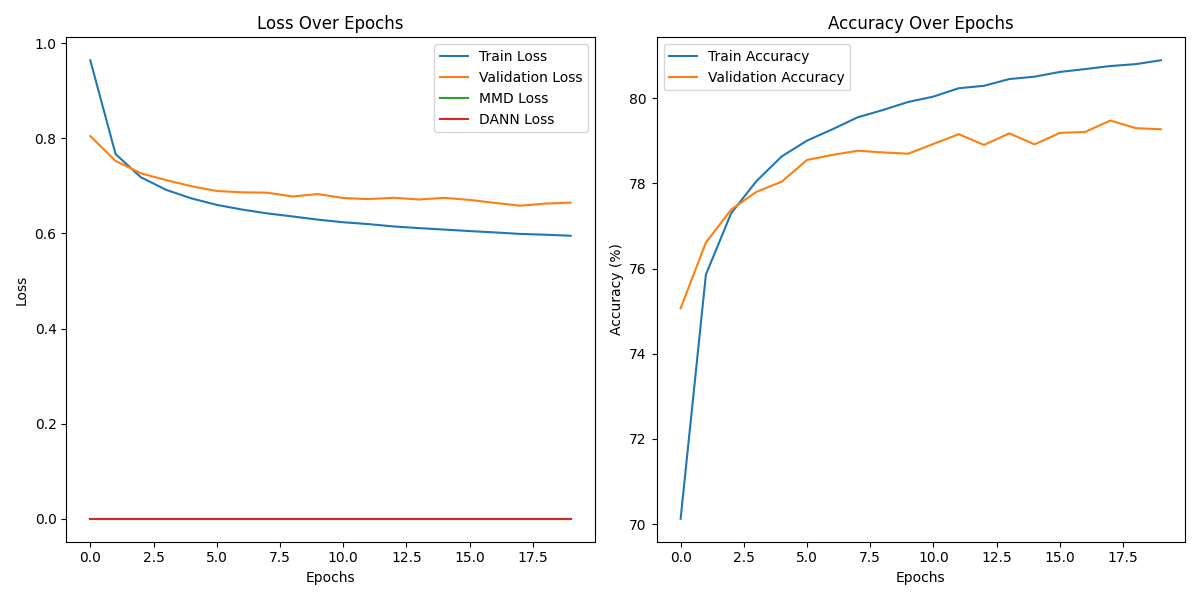 Loss Over Epochs
1.0
0.8
0.6
0.4
0.2
0.0
Loss
Train Loss
Validation Loss
MMD Loss
DANN Loss
0.0 2.5 5.0 7.5 10.0 12.5 15.0 17.5
Epochs
Accuracy Over Epochs
80
78
76
74
72
70
Accuracy (%)
Train Accuracy
Validation Accuracy
0.0 2.5 5.0 7.5 10.0 12.5 15.0 17.5
Epochs